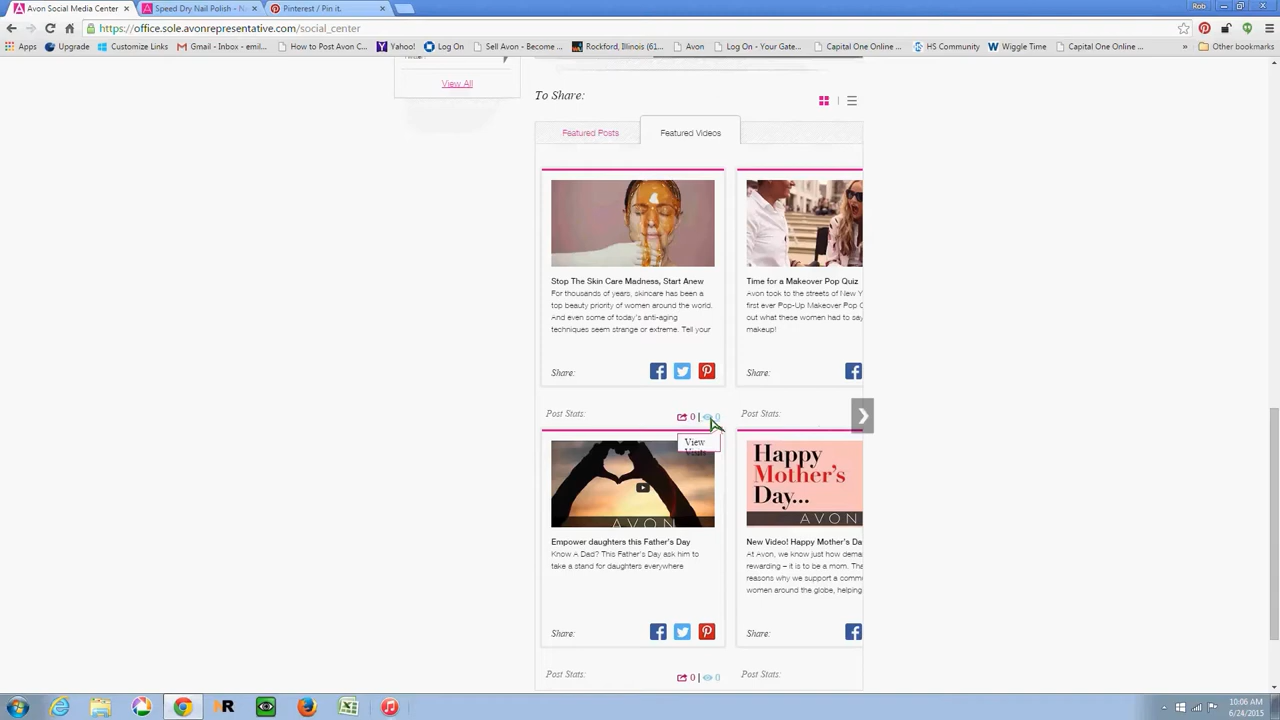 Avon Social Media Center
Speed Dry Nail Polish - N
Pinterest / Pin it.
Rob
https://office.sole.avonrepresentative.com/social_center
Apps
Upgrade
Customize Links
Gmail - Inbox - emil...
How to Post Avon C...
Yahoo!
Log On
Sell Avon - Become ...
Rockford, Illinois (61...
Avon
Log On - Your Gate...
Capital One Online ...
HS Community
Wiggle Time
Capital One Online ...
»
Other bookmarks
View All
To Share:
Featured Posts
Featured Videos
Stop The Skin Care Madness, Start Anew
For thousands of years, skincare has been a
top beauty priority of women around the world.
And even some of today's anti-aging
techniques seem strange or extreme. Tell your
Share:
Time for a Makeover Pop Quiz
Avon took to the streets of New Y
first ever Pop-Up Makeover Pop C
out what these women had to say
makeup!
Share:
Post Stats:
0 | 0
Post Stats:
View
Visits
AVON
Empower daughters this Father's Day
Know A Dad? This Father's Day ask him to
take a stand for daughters everywhere
Share:
Happy
Mother's
Day...
AVON
New Video! Happy Mother's Da
At Avon, we know just how dema
rewarding – it is to be a mom. Tha
reasons why we support a comm
women around the globe, helping
Share:
Post Stats:
0 | 0
Post Stats:
10:06 AM
6/24/2015